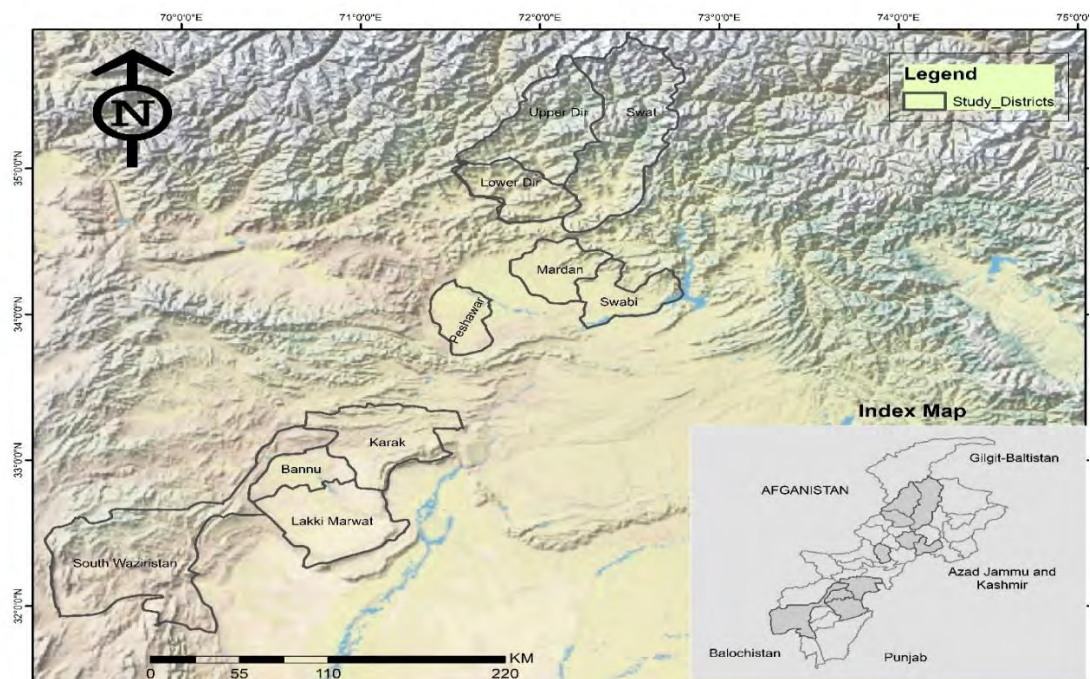 70°0'0"E 71°0'0"E 72°0'0"E 73°0'0"E 74°0'0"E 75°0'0"E
N
Legend
Study_Districts
Upper Dir
Swat
35°0'0"N
Lower Dir
Mardan
Swabi
34°0'0"N
Peshawar
Index Map
Karak
33°0'0"N
Bannu
Lakki Marwat
South Waziristan
32°0'0"N
KM
0 55 110 220
Gilgit-Baltistan
AFGANISTAN
Azad Jammu and
Kashmir
Balochistan
Punjab